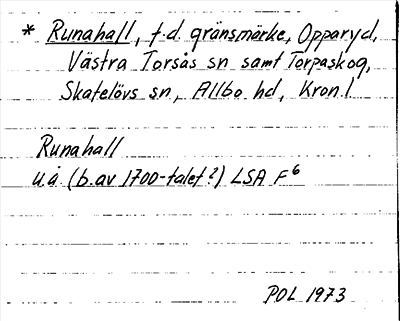 * Runahall, f.d. gränsmärke, Opparyd,
Västra Torsås sn samt Torpaskog,
Skatelövs sn, Allbo hd, Kron.l.
Runahall
u.å. (b. av 1700-talet?) LSA F6
POL 1973